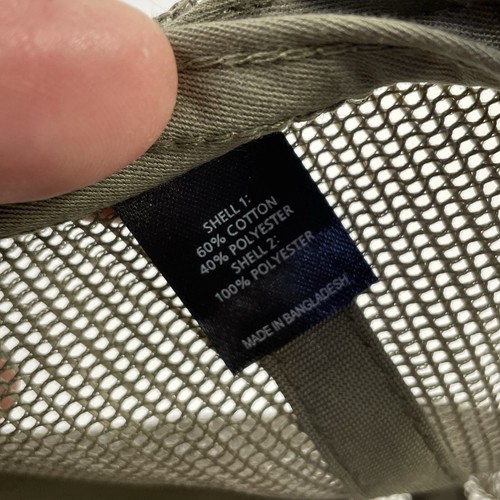 SHELL 1:
60% COTTON
40% POLYESTER
SHELL 2:
100% POLYESTER
MADE IN BANGLADESH